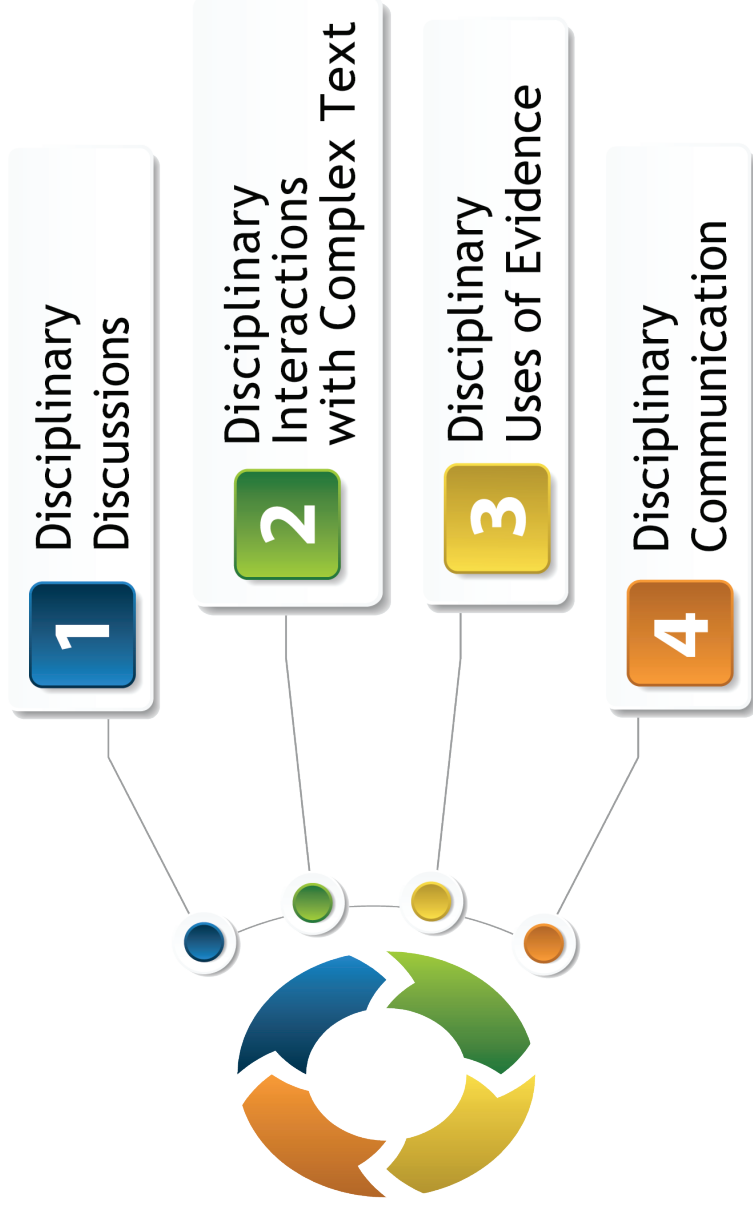 1
Disciplinary
Discussions
2
Disciplinary
Interactions
with Complex Text
3
Disciplinary
Uses of Evidence
4
Disciplinary
Communication